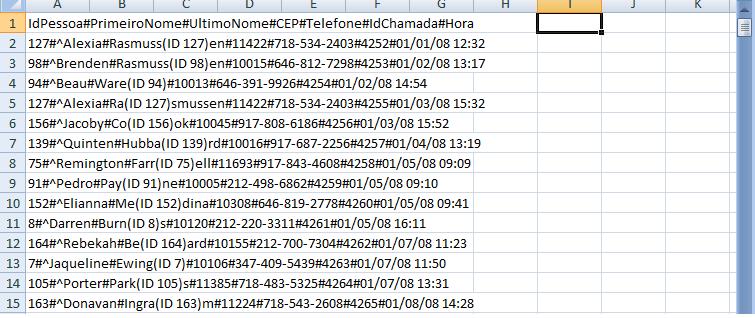 A B C D E F G H I J K
1 IdPessoa#PrimeiroNome#UltimoNome#CEP#Telefone#IdChamada#Hora
2 127#^Alexia#Rasmuss(ID 127)en#11422#718-534-2403#4252#01/01/08 12:32
3 98#^Brenden#Rasmus(ID 98)en#10015#646-812-7298#4253#01/02/08 13:17
4 94#^Beau#Ware(ID 94)#10013#646-391-9926#4254#01/02/08 14:54
5 127#^Alexia#Ra(ID 127)smussen#11422#718-534-2403#4255#01/03/08 15:32
6 156#^Jacoby#Co(ID 156)ok#10045#917-808-6186#4256#01/03/08 15:52
7 139#^Quinten#Hubba(ID 139)rd#10016#917-687-2256#4257#01/04/08 13:19
8 75#^Remington#Farr(ID 75)ell#11693#917-843-4608#4258#01/05/08 09:09
9 91#^Pedro#Pay(ID 91)ne#10005#212-498-6862#4259#01/05/08 09:10
10 152#^Elianna#Me(ID 152)dina#10308#646-819-2778#4260#01/05/08 09:41
11 8#^Darren#Burn(ID 8)s#10120#212-220-3311#4261#01/05/08 16:11
12 164#^Rebekah#Be(ID 164)ard#10155#212-700-7304#4262#01/07/08 11:23
13 7#^Jaqueline#Ewing(ID 7)#10106#347-409-5439#4263#01/07/08 11:50
14 105#^Porter#Park(ID 105)s#11385#718-483-5325#4264#01/07/08 13:31
15 163#^Donavan#Ingra(ID 163)m#11224#718-543-2608#4265#01/08/08 14:28